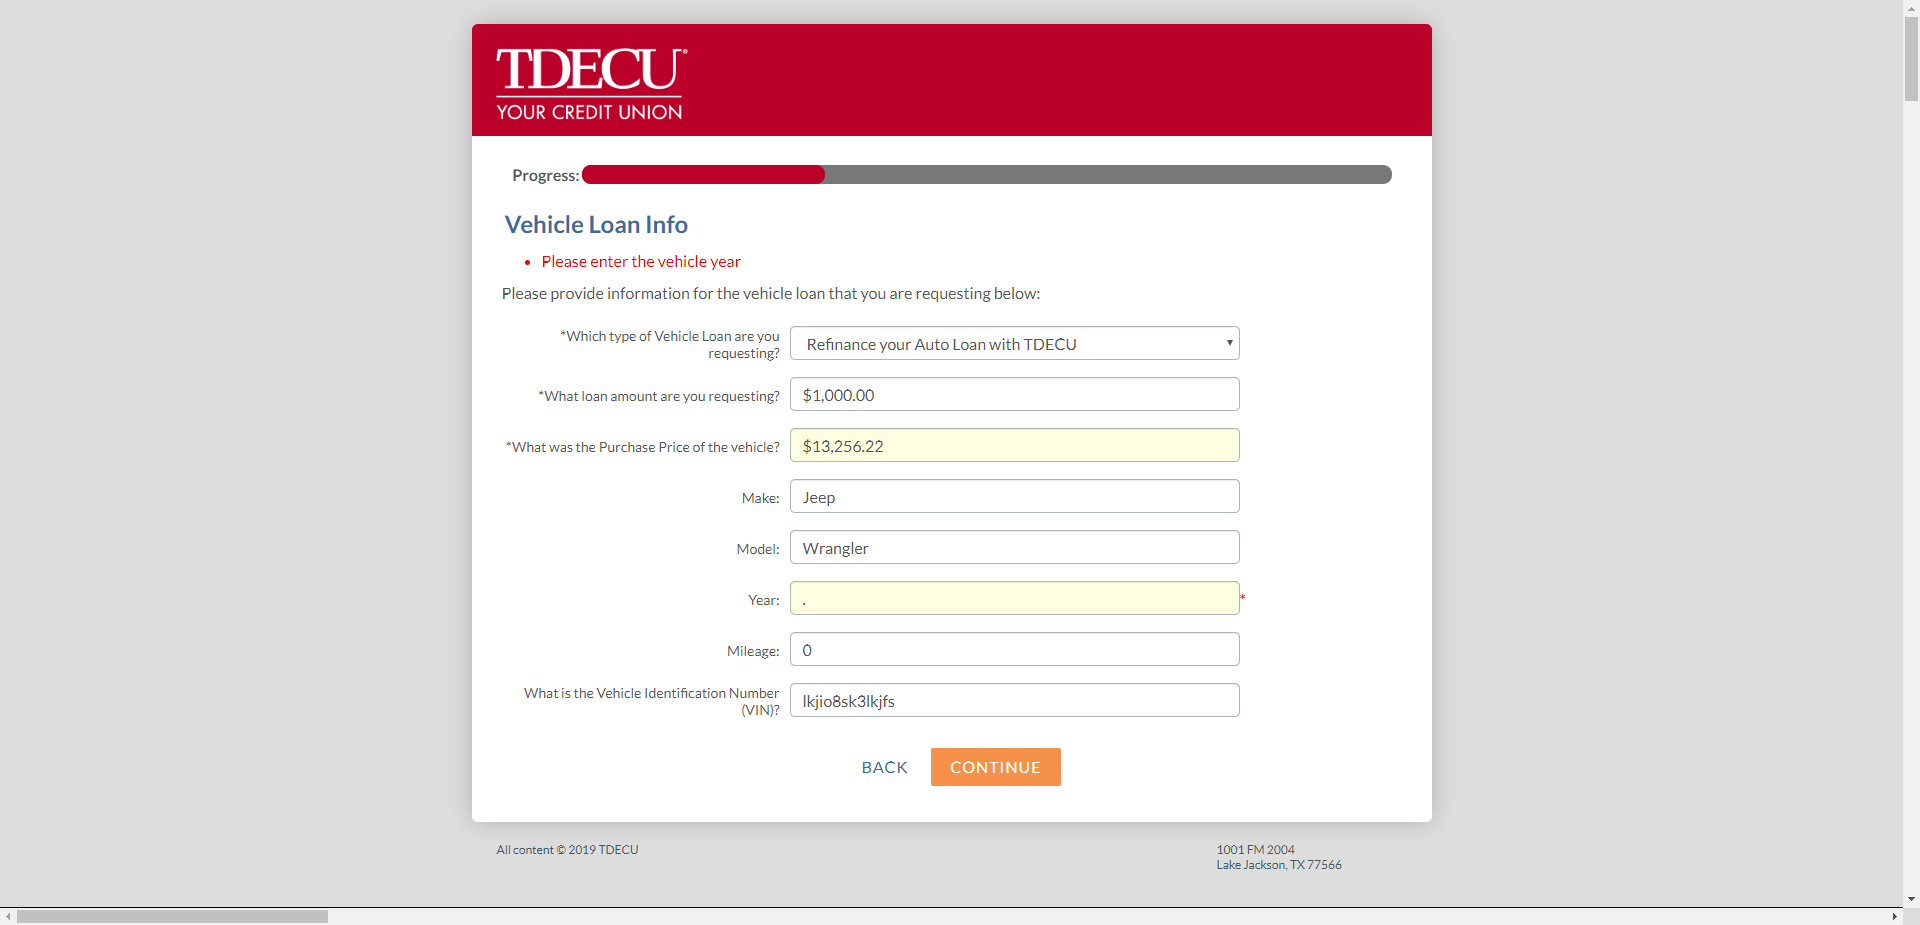 TDECU®
YOUR CREDIT UNION
Progress:
Vehicle Loan Info
Please enter the vehicle year
Please provide information for the vehicle loan that you are requesting below:
*Which type of Vehicle Loan are you
requesting?
Refinance your Auto Loan with TDECU
*What loan amount are you requesting?
$1,000.00
*What was the Purchase Price of the vehicle?
$13,256.22
Make:
Jeep
Model:
Wrangler
Year:
.
*
Mileage:
0
What is the Vehicle Identification Number
(VIN)?
lkjio8sk3lkjfs
BACK
CONTINUE
All content © 2019 TDECU
1001 FM 2004
Lake Jackson, TX 77566